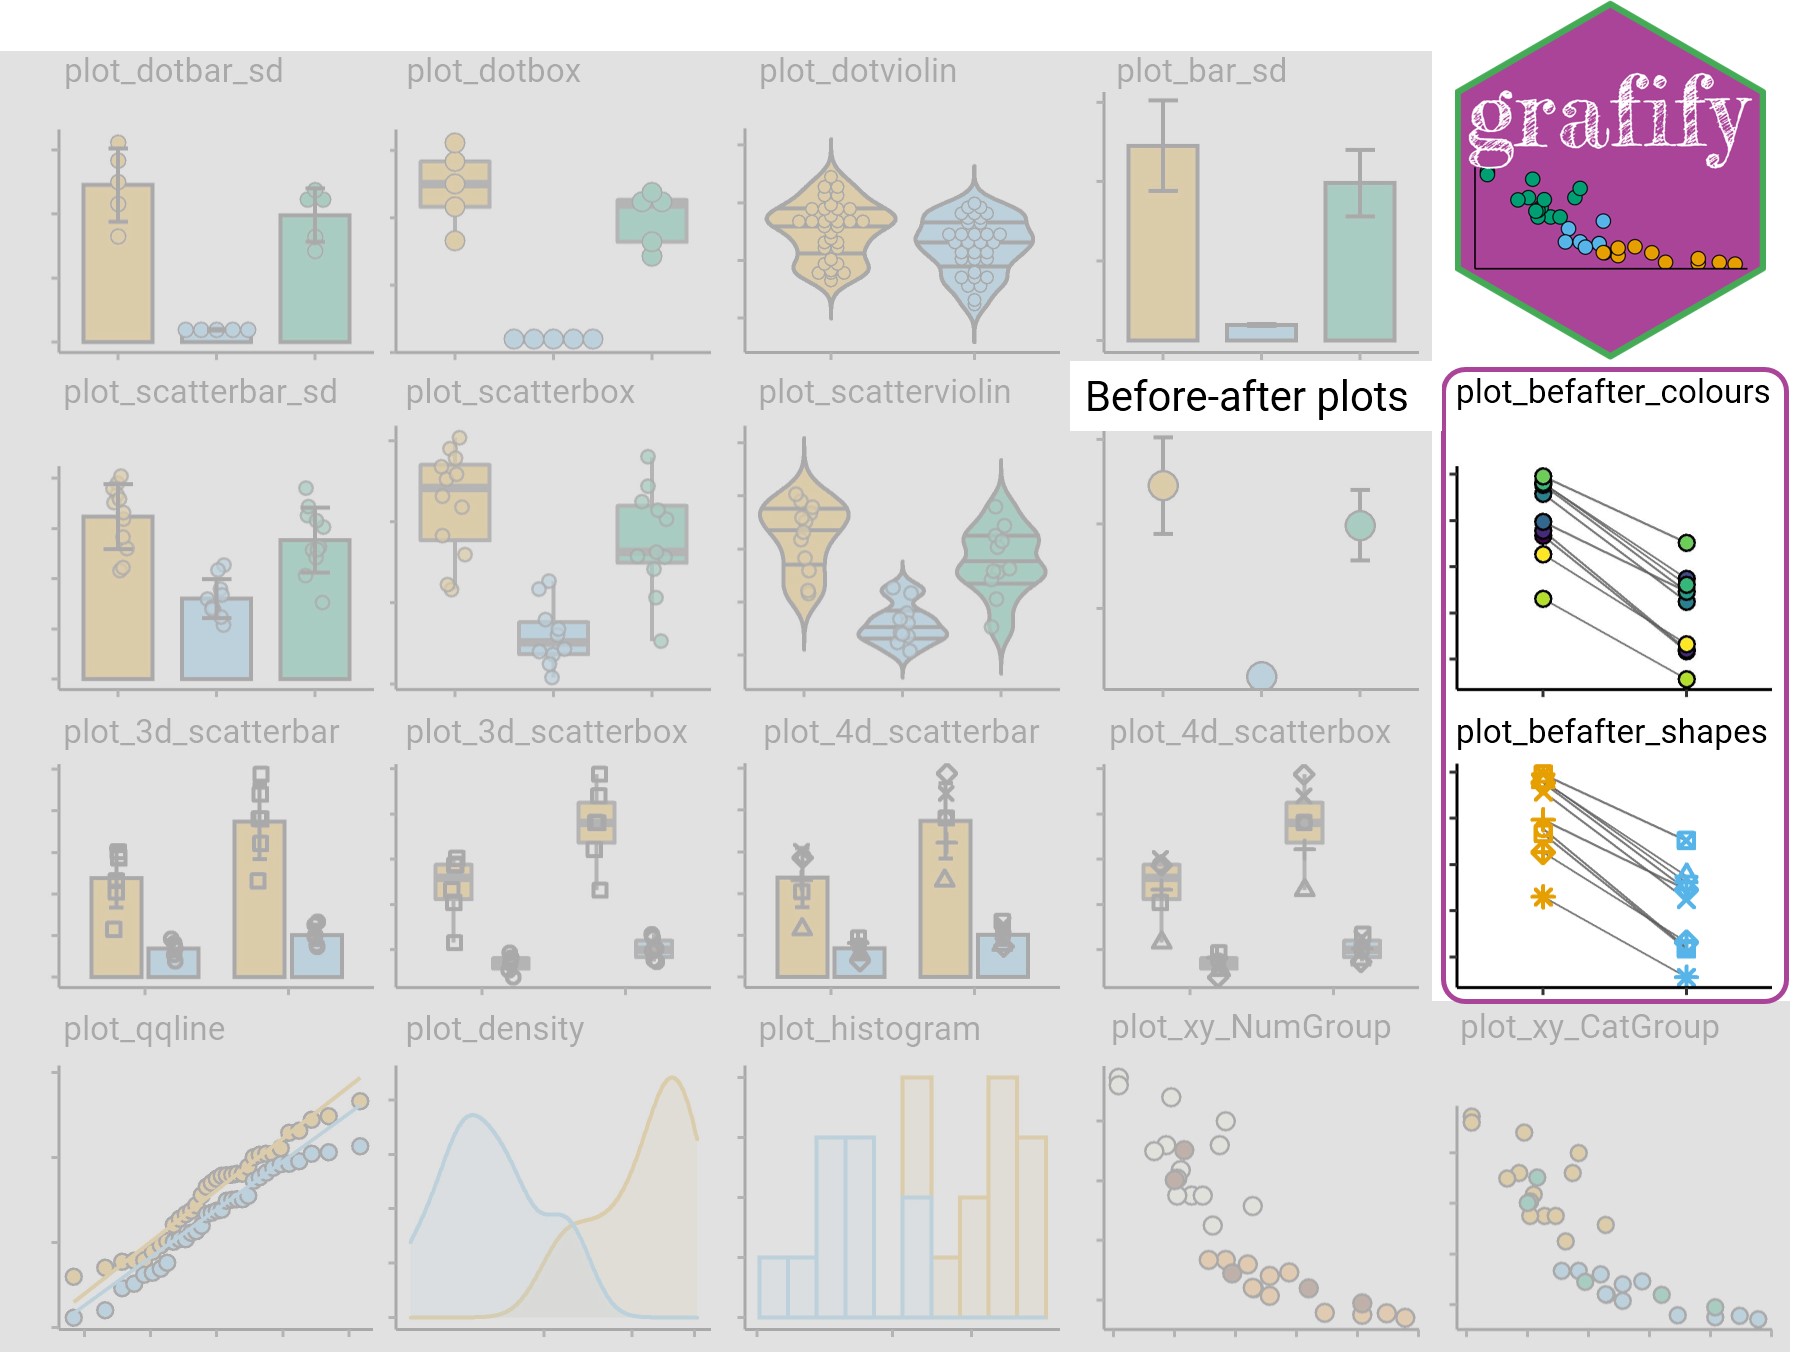 plot_dotbar_sd
plot_dotbox
plot_dotviolin
plot_bar_sd
grafify
plot_scatterbar_sd
plot_scatterbox
plot_scatterviolin
Before-after plots
plot_befafter_colours
plot_3d_scatterbar
plot_3d_scatterbox
plot_4d_scatterbar
plot_4d_scatterbox
plot_befafter_shapes
plot_qqline
plot_density
plot_histogram
plot_xy_NumGroup
plot_xy_CatGroup